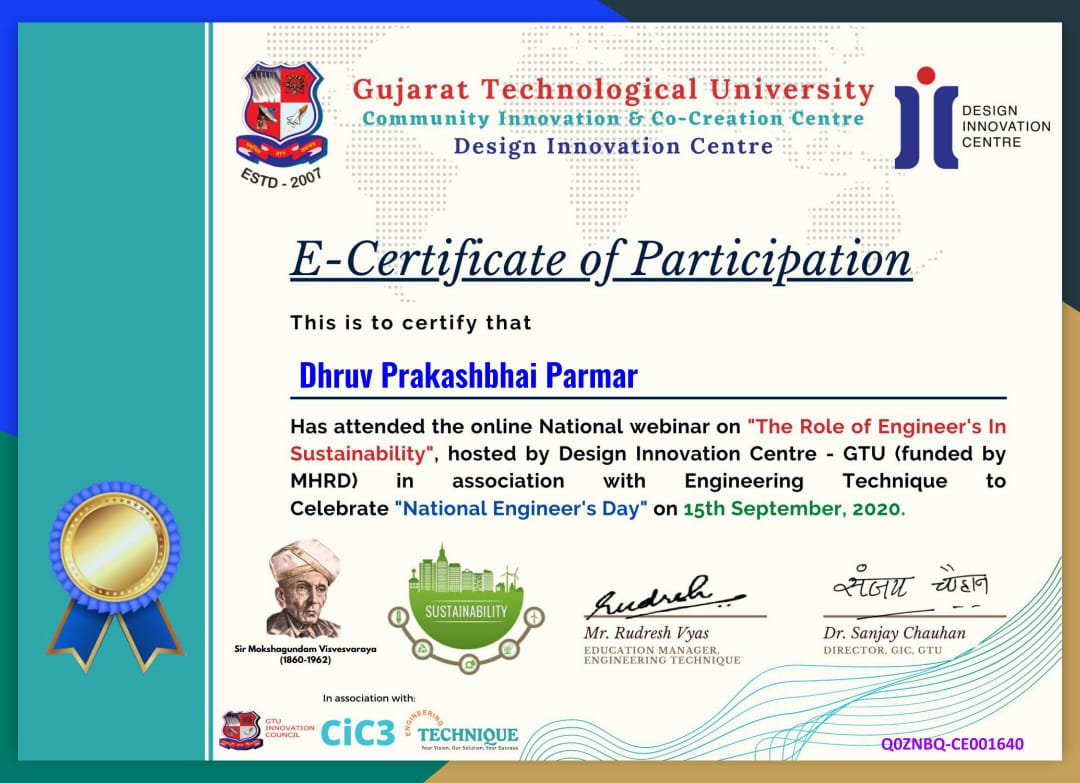 Gujarat Technological University
Community Innovation & Co-Creation Centre
Design Innovation Centre
ESTD - 2007
DESIGN
INNOVATION
CENTRE
E-Certificate of Participation
This is to certify that
Dhruv Prakashbhai Parmar
Has attended the online National webinar on "The Role of Engineer's In
Sustainability", hosted by Design Innovation Centre - GTU (funded by
MHRD) in association with Engineering Technique to
Celebrate "National Engineer's Day" on 15th September, 2020.
SUSTAINABILITY
Sir Mokshagundam Visvesvaraya
(1860-1962)
Rudresh
Mr. Rudresh Vyas
EDUCATION MANAGER,
ENGINEERING TECHNIQUE
संजय चौहान
Dr. Sanjay Chauhan
DIRECTOR, GIC, GTU
In association with:
GTU
INNOVATION
COUNCIL
CiC3
ENGINEERING
TECHNIQUE
Your Vision, Our Solution, Your Success
Q0ZNBQ-CE001640